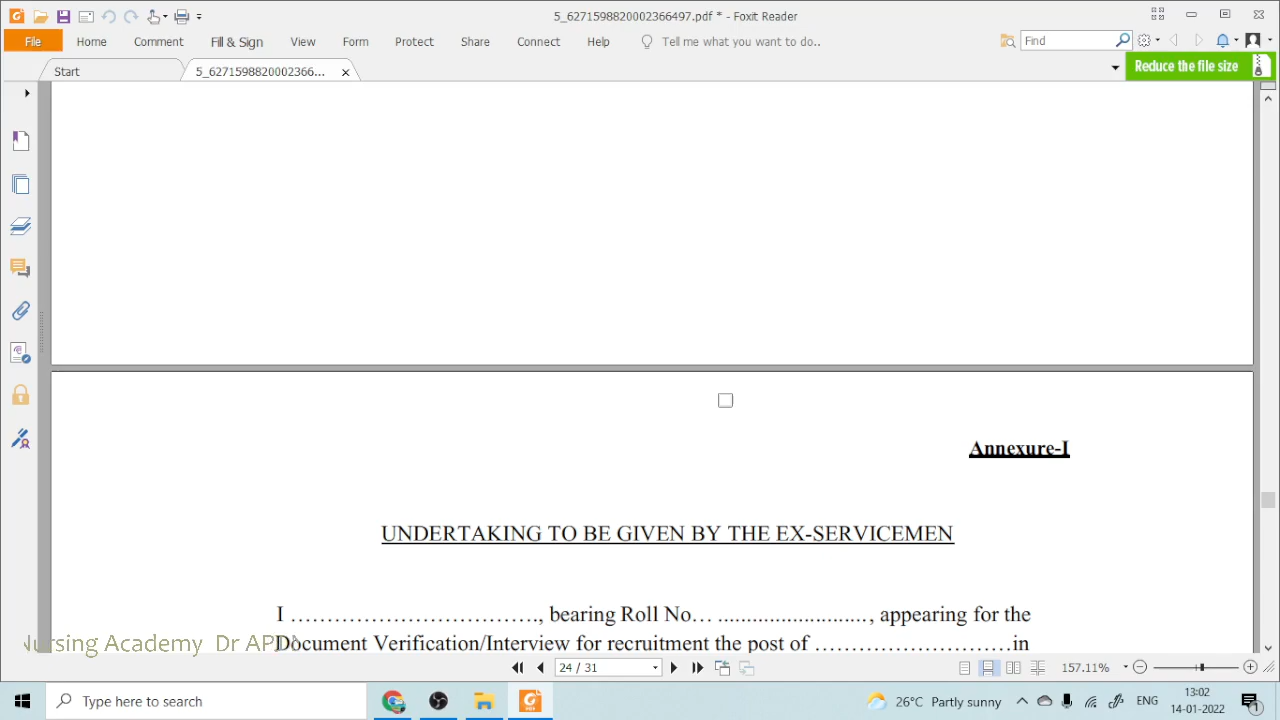 5_6271598820002366497.pdf * - Foxit Reader
File Home Comment Fill & Sign View Form Protect Share Connect Help Tell me what you want to do.. Find
Start 5_6271598820002366... Reduce the file size
Annexure-I
UNDERTAKING TO BE GIVEN BY THE EX-SERVICEMEN
I ……………………………., bearing Roll No… .........................., appearing for the
Document Verification/Interview for recruitment the post of ……………………in
Nursing Academy Dr
24 / 31 157.11%
Type here to search 26°C Partly sunny ENG 13:02
14-01-2022
1